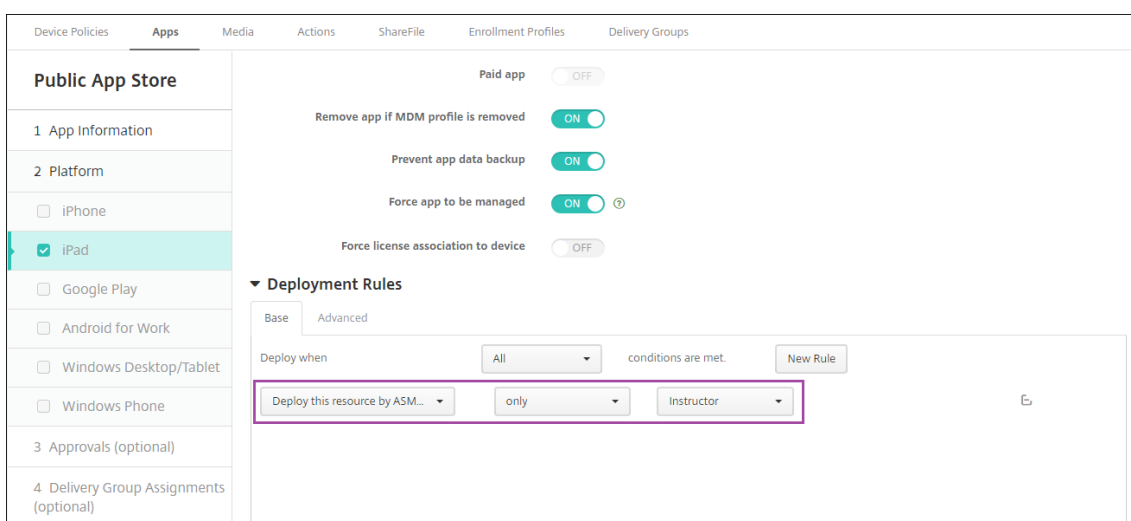 Device Policies Apps Media Actions ShareFile Enrollment Profiles Delivery Groups
Public App Store
1 App Information
2 Platform
iPhone
iPad
Google Play
Android for Work
Windows Desktop/Tablet
Windows Phone
3 Approvals (optional)
4 Delivery Group Assignments
(optional)
Paid app OFF
Remove app if MDM profile is removed ON
Prevent app data backup ON
Force app to be managed ON ?
Force license association to device OFF
Deployment Rules
Base Advanced
Deploy when All conditions are met. New Rule
Deploy this resource by ASM... only Instructor